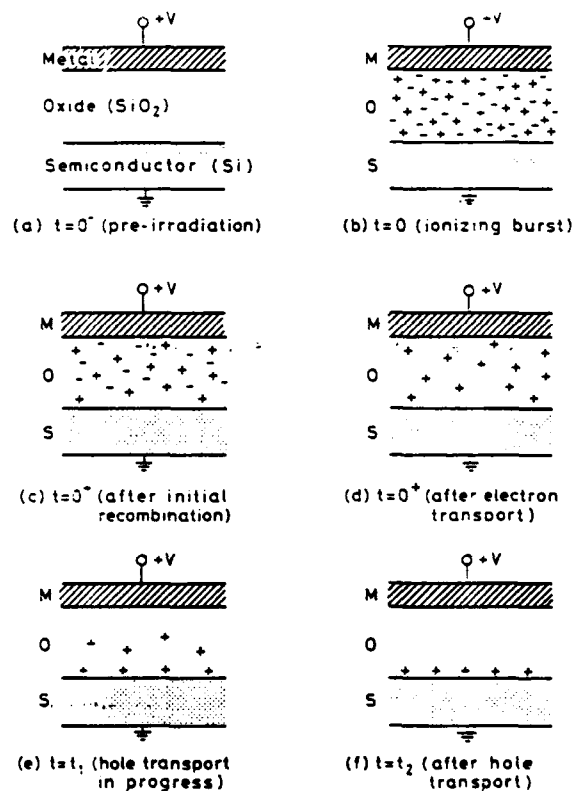 +V
Metal
Oxide (SiO₂)
Semiconductor (Si)
(a) t=0⁻ (pre-irradiation)
+V
M
O
+ -
S
(b) t=0 (ionizing burst)
+V
M
O
+ -
S
(c) t=0⁺ (after initial
recombination)
+V
M
O
+
S
(d) t=0⁺ (after electron
transport)
+V
M
O
+
S
(e) t=t₁ (hole transport
in progress)
+V
M
O
+ + + + +
S
(f) t=t₂ (after hole
transport)